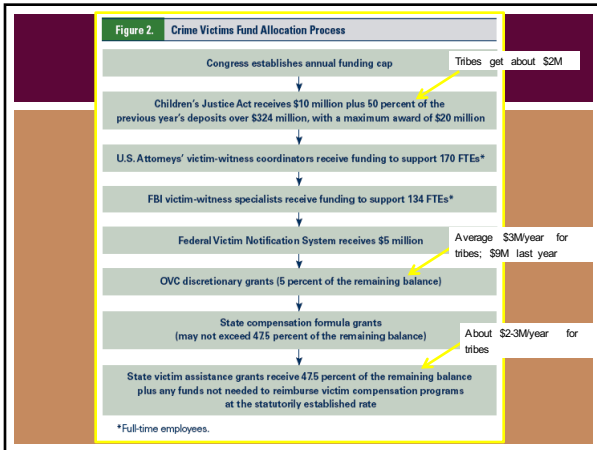 Figure 2. Crime Victims Fund Allocation Process
Congress establishes annual funding cap
Tribes get about $2M
Children's Justice Act receives $10 million plus 50 percent of the
previous year's deposits over $324 million, with a maximum award of $20 million
U.S. Attorneys' victim-witness coordinators receive funding to support 170 FTEs*
FBI victim-witness specialists receive funding to support 134 FTEs*
Federal Victim Notification System receives $5 million
Average $3M/year for
tribes; $9M last year
OVC discretionary grants (5 percent of the remaining balance)
State compensation formula grants
(may not exceed 47.5 percent of the remaining balance)
About $2-3M/year for
tribes
State victim assistance grants receive 47.5 percent of the remaining balance
plus any funds not needed to reimburse victim compensation programs
at the statutorily established rate
*Full-time employees.